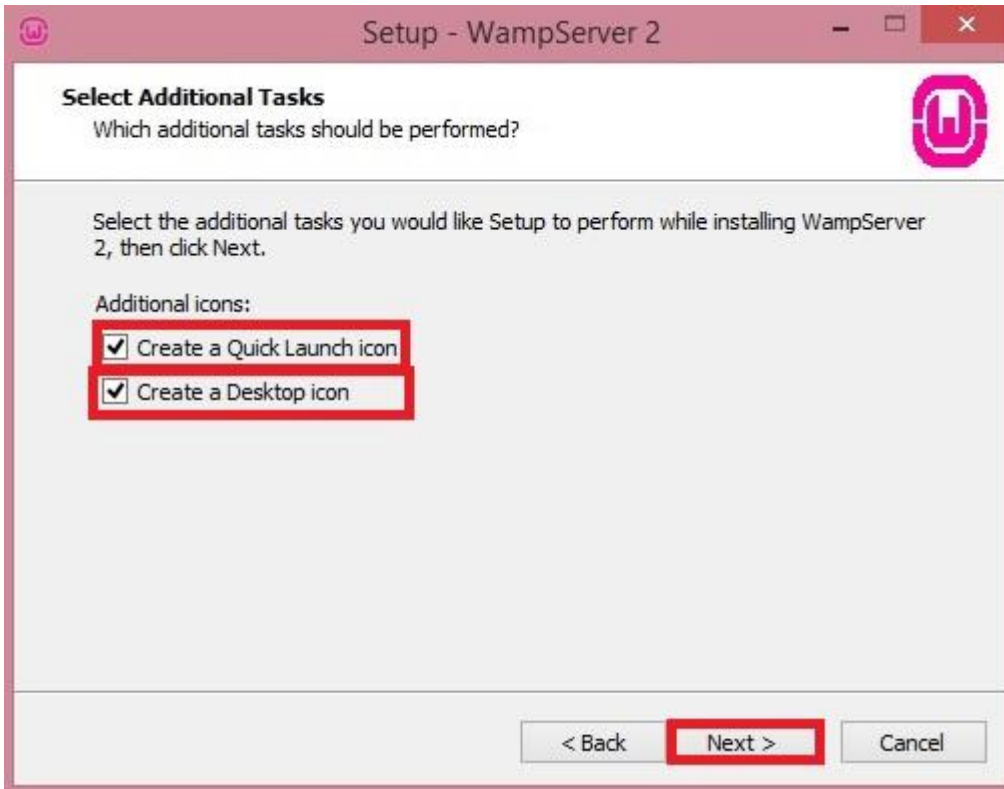 Setup - WampServer 2
Select Additional Tasks
Which additional tasks should be performed?
Select the additional tasks you would like Setup to perform while installing WampServer
2, then click Next.
Additional icons:
Create a Quick Launch icon
Create a Desktop icon
< Back Next > Cancel